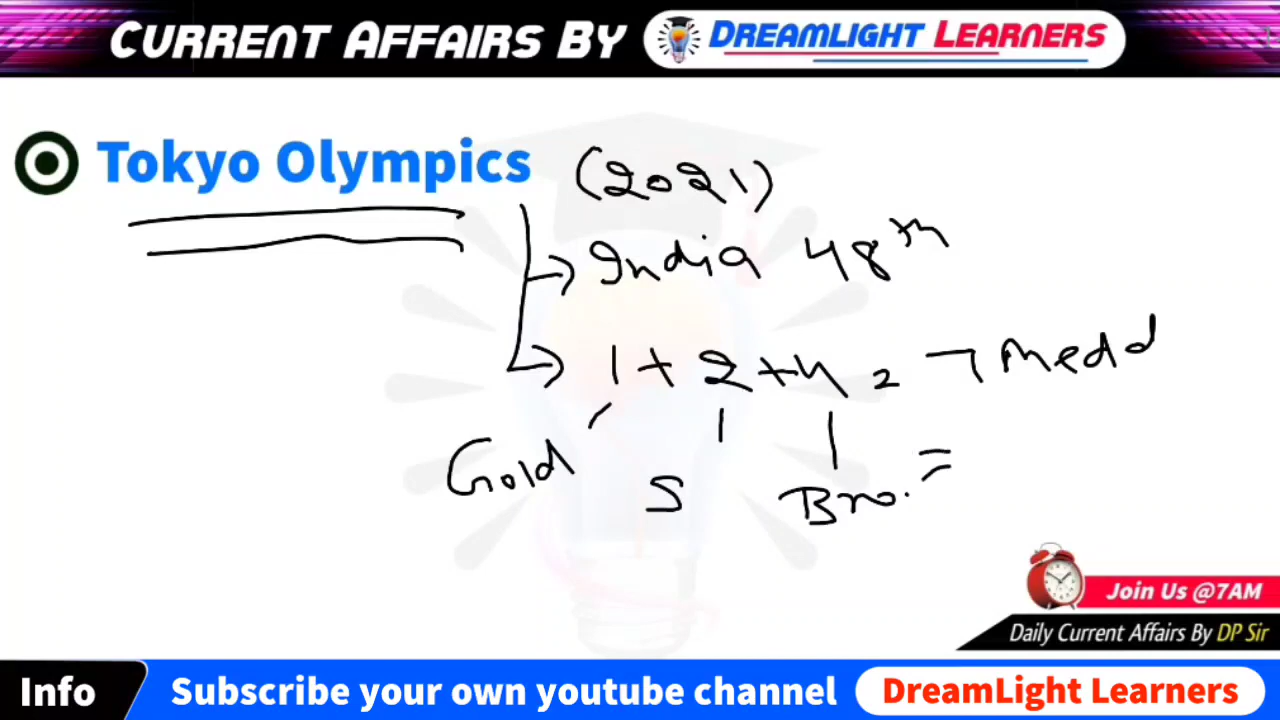 CURRENT AFFAIRS BY DREAMLIGHT LEARNERS
Tokyo Olympics (2021)
→ India 48th
→ 1 + 2 + 4 = 7 Medal
Gold S Bro. =
Join Us @7AM
Daily Current Affairs By DP Sir
Info Subscribe your own youtube channel DreamLight Learners